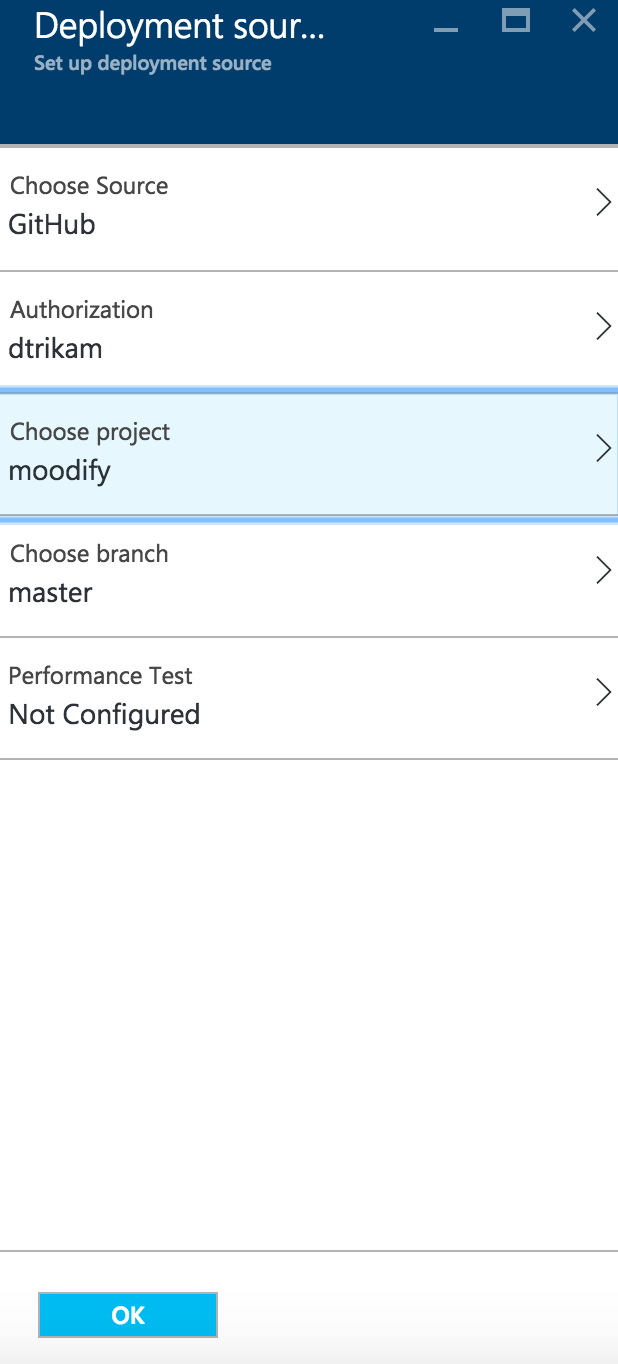 Deployment sour...
Set up deployment source
Choose Source
GitHub
Authorization
dtrikam
Choose project
moodify
Choose branch
master
Performance Test
Not Configured
OK